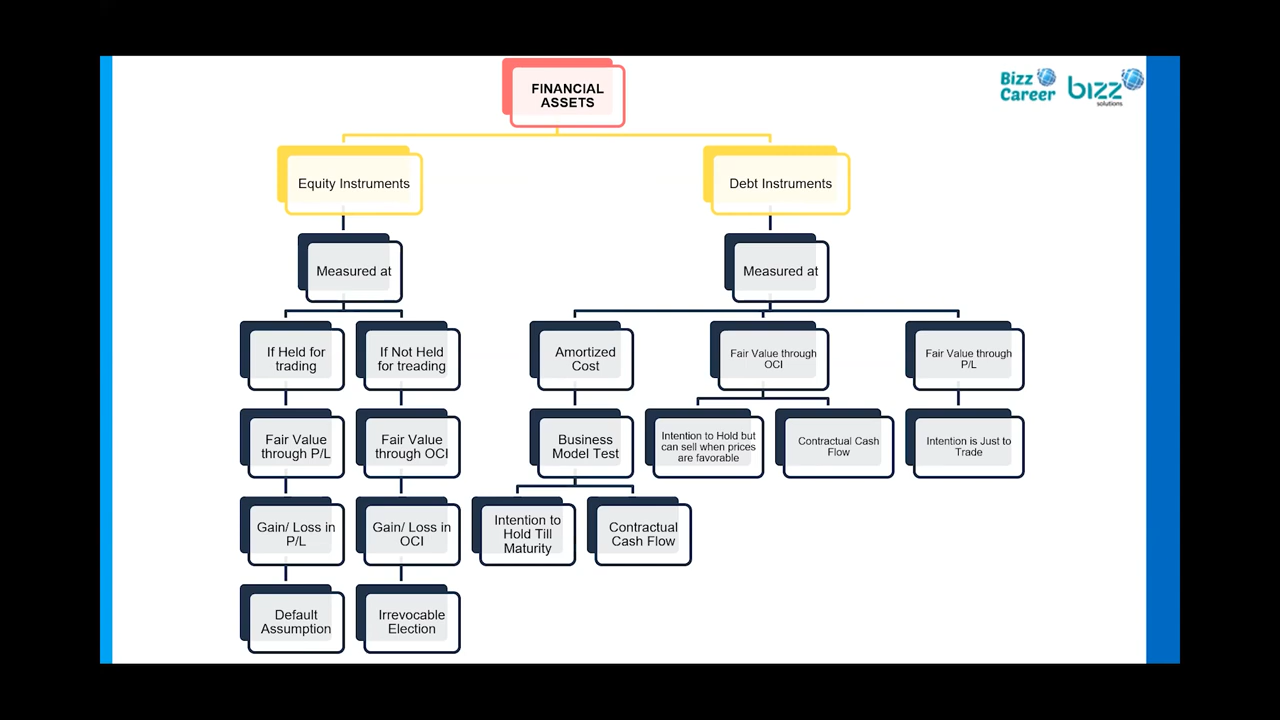 FINANCIAL
ASSETS
Bizz
Career
bizz
solutions
Equity Instruments
Debt Instruments
Measured at
Measured at
If Held for
trading
If Not Held
for treading
Amortized
Cost
Fair Value through
OCI
Fair Value through
P/L
Fair Value
through P/L
Fair Value
through OCI
Business
Model Test
Intention to Hold but
can sell when prices
are favorable
Contractual Cash
Flow
Intention is Just to
Trade
Gain/ Loss in
P/L
Gain/ Loss in
OCI
Intention to
Hold Till
Maturity
Contractual
Cash Flow
Default
Assumption
Irrevocable
Election